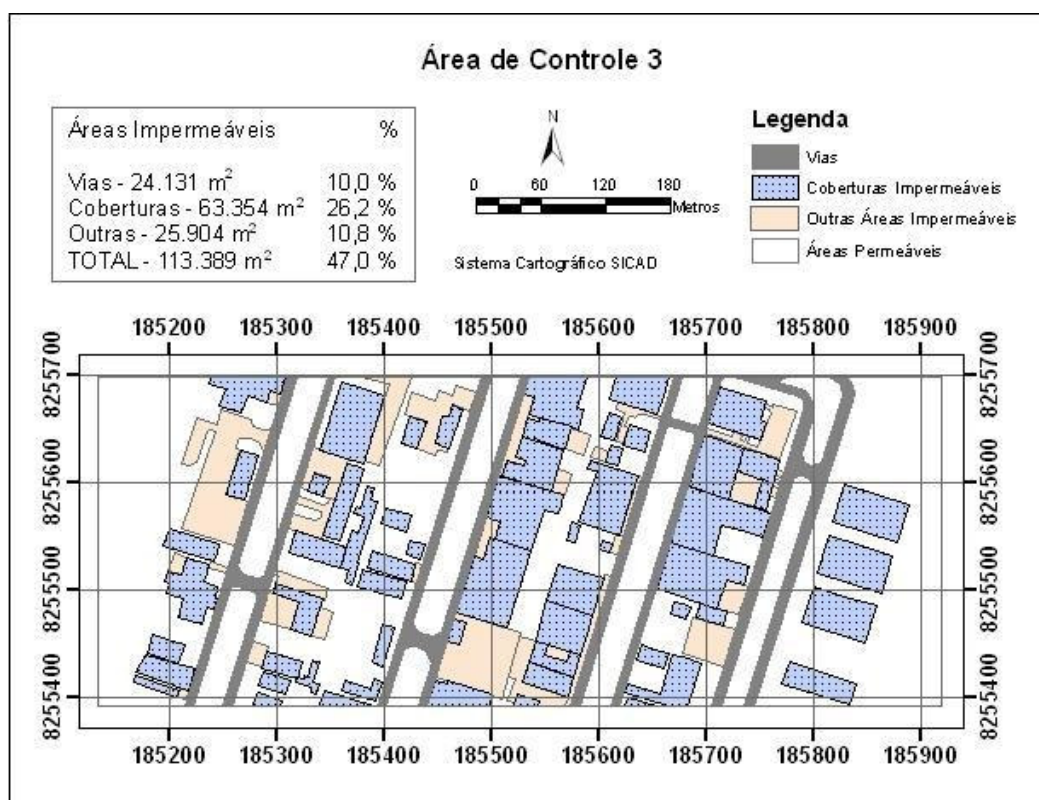 Área de Controle 3
Áreas Impermeáveis %
Vias - 24.131 m² 10,0 %
Coberturas - 63.354 m² 26,2 %
Outras - 25.904 m² 10,8 %
TOTAL - 113.389 m² 47,0 %
N
0 60 120 180
Metros
Sistema Cartográfico SICAD
Legenda
Vias
Coberturas Impermeáveis
Outras Áreas Impermeáveis
Áreas Permeáveis
185200 185300 185400 185500 185600 185700 185800 185900
8255700 8255700
8255600 8255600
8255500 8255500
8255400 8255400
185200 185300 185400 185500 185600 185700 185800 185900